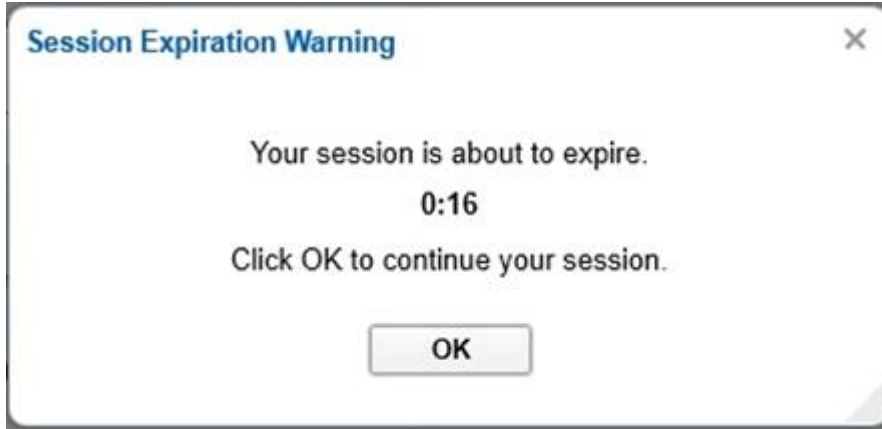 Session Expiration Warning
Your session is about to expire.
0:16
Click OK to continue your session.
OK